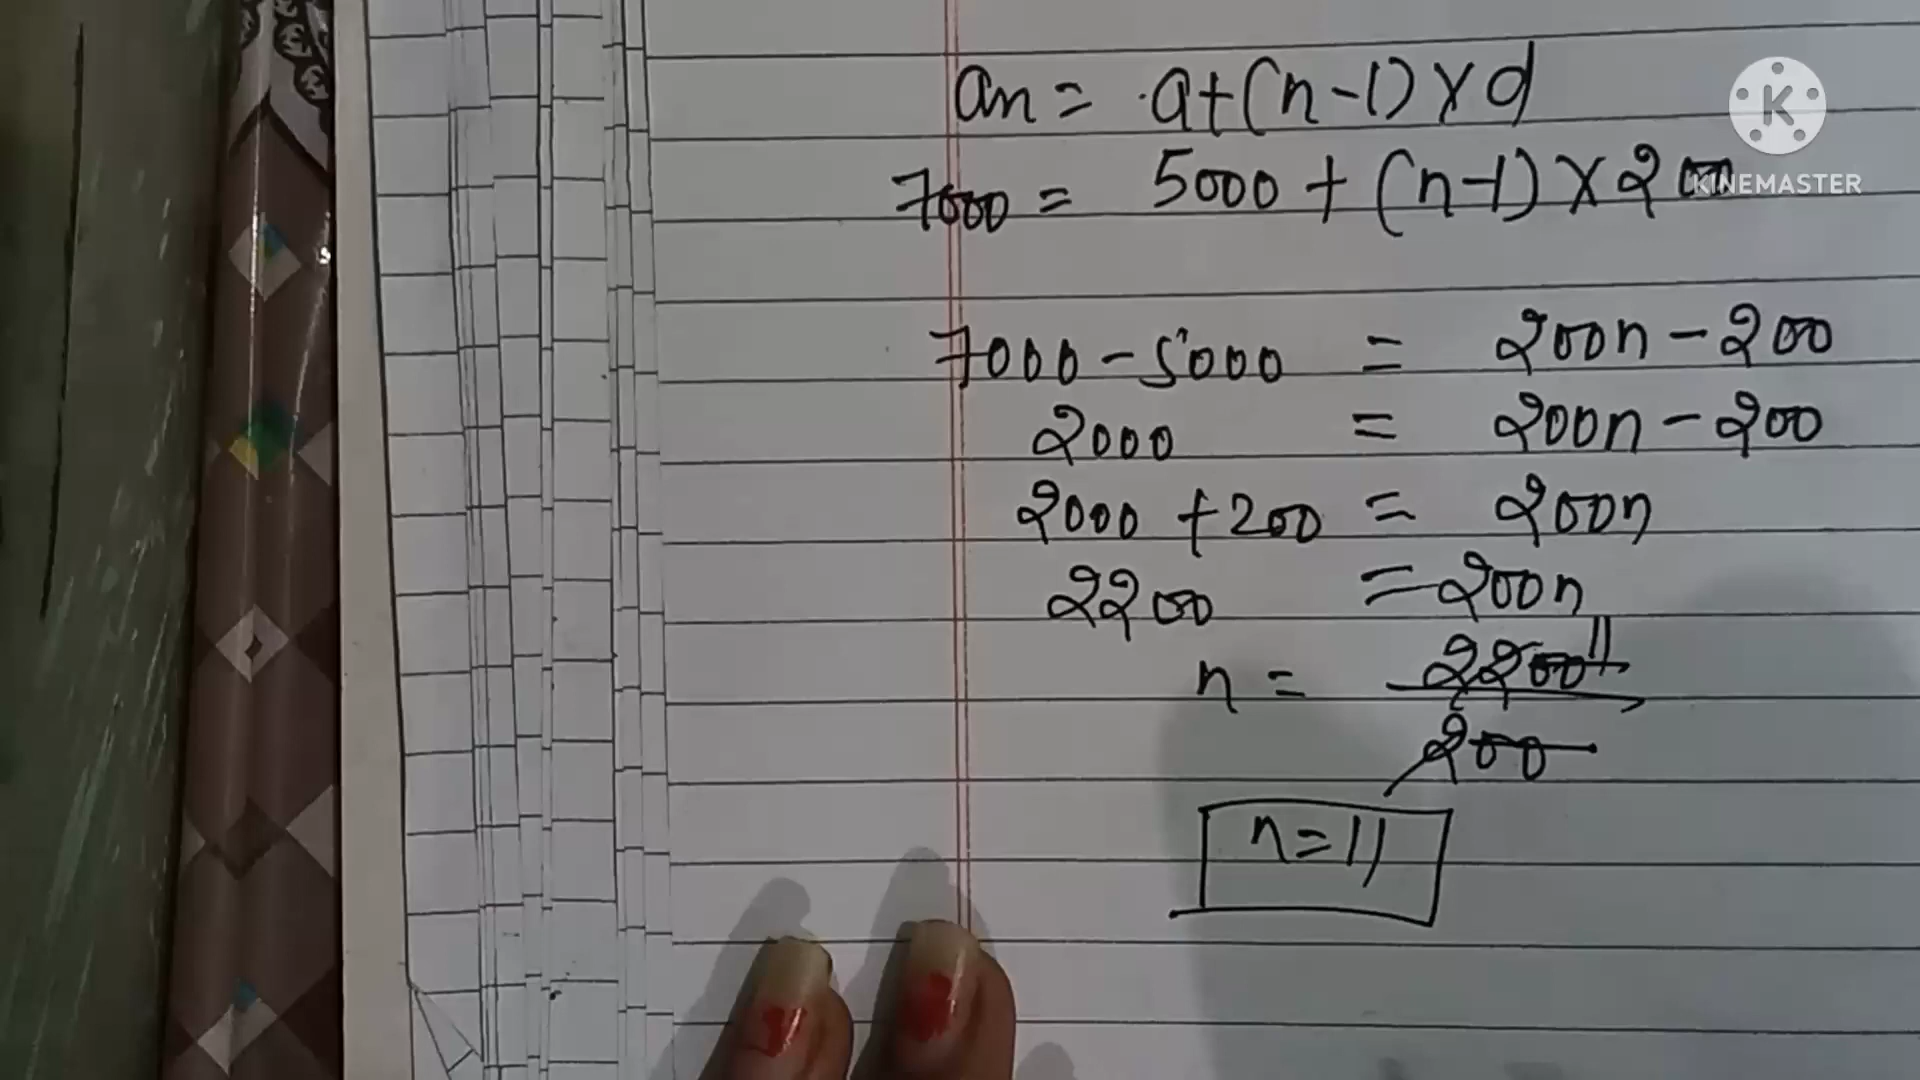 an = a+(n-1)×d
7000 = 5000 + (n-1) × 200
7000 - 5000 = 200n - 200
2000 = 200n - 200
2000 + 200 = 200n
2200 = 200n
n = 2200/200 11
n = 11
K
KINEMASTER